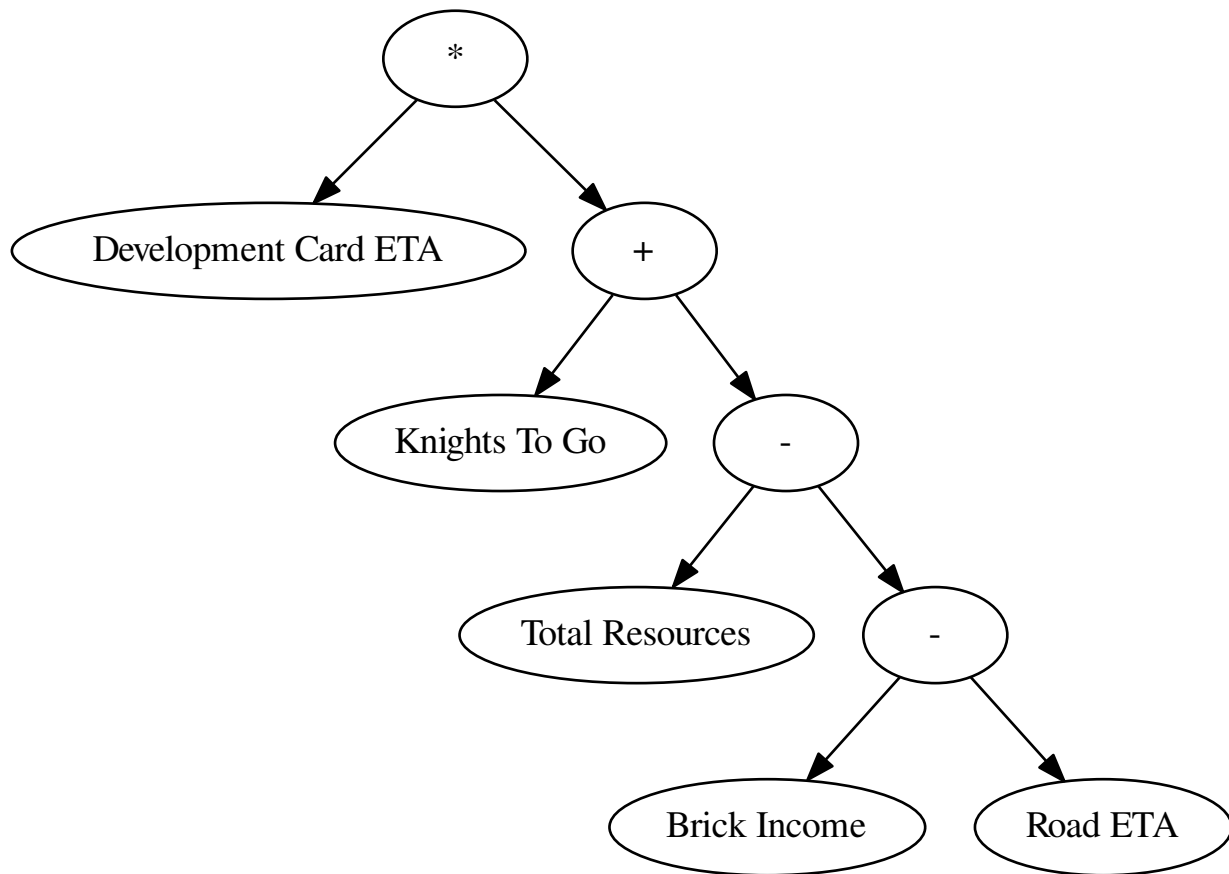 *
Development Card ETA
+
Knights To Go
-
Total Resources
-
Brick Income
Road ETA